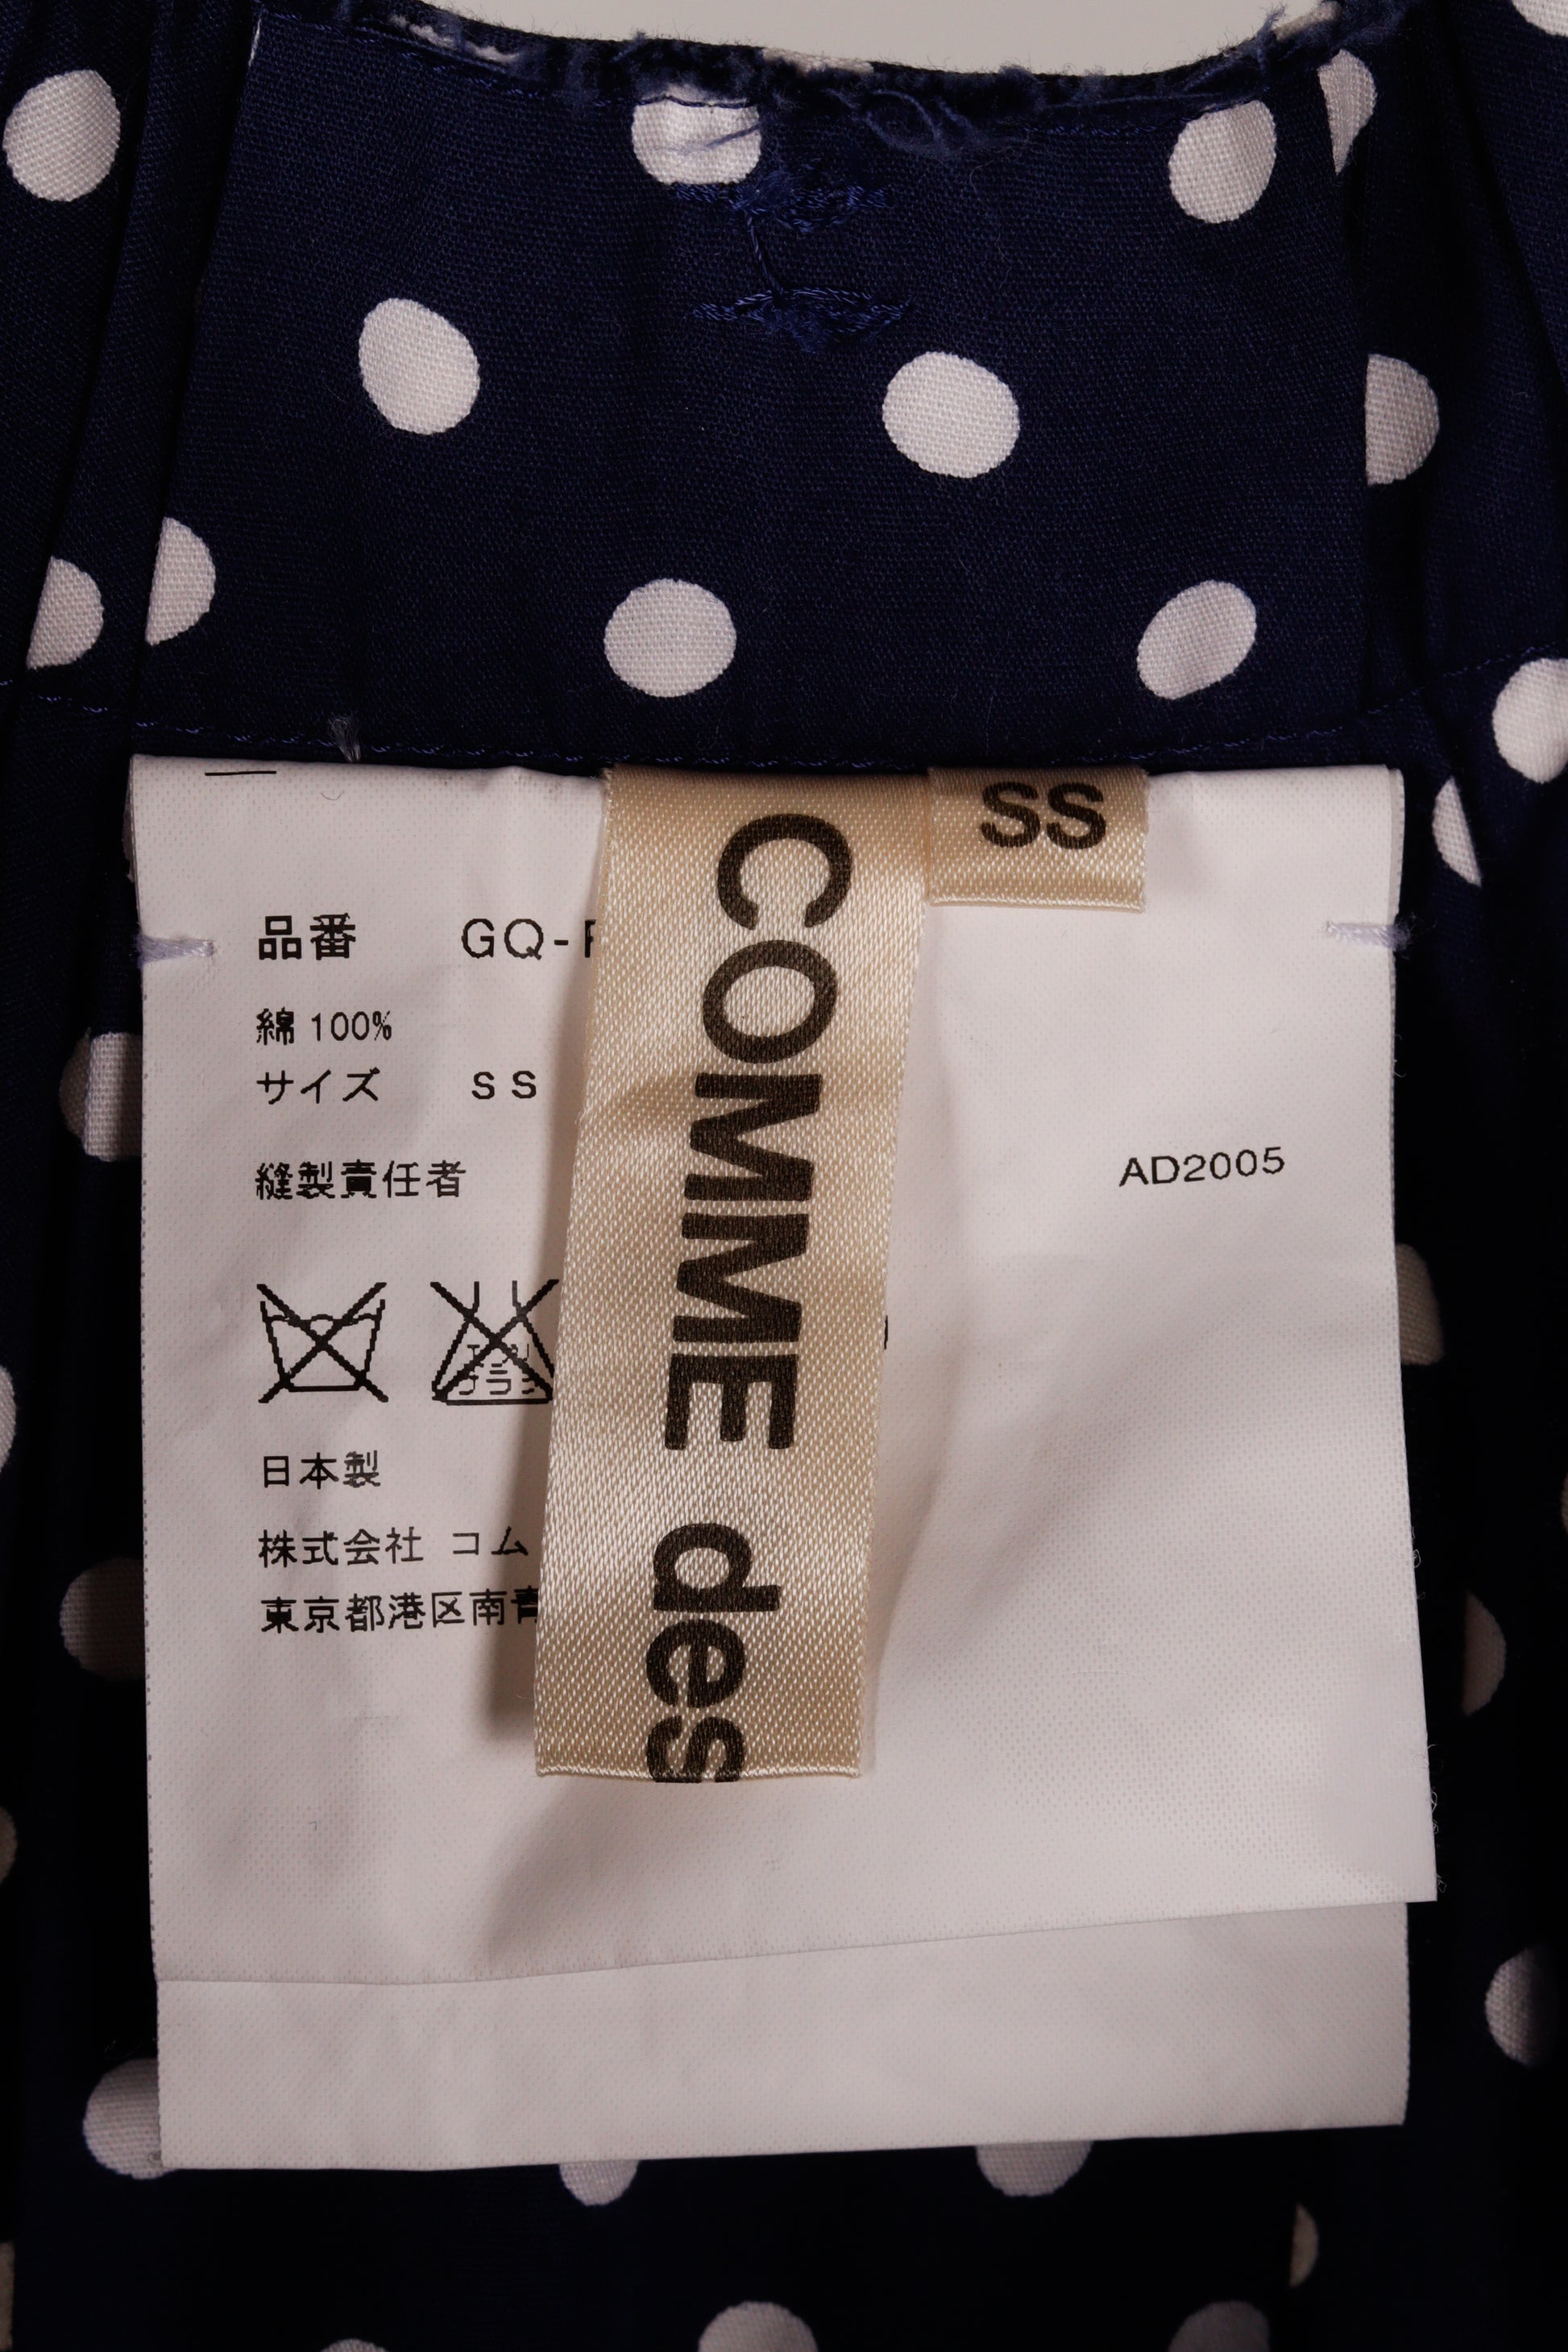 COMME des
SS
品番 GQ-
綿 100%
サイズ SS
縫製責任者
AD2005
日本製
株式会社 コム
東京都港区南青